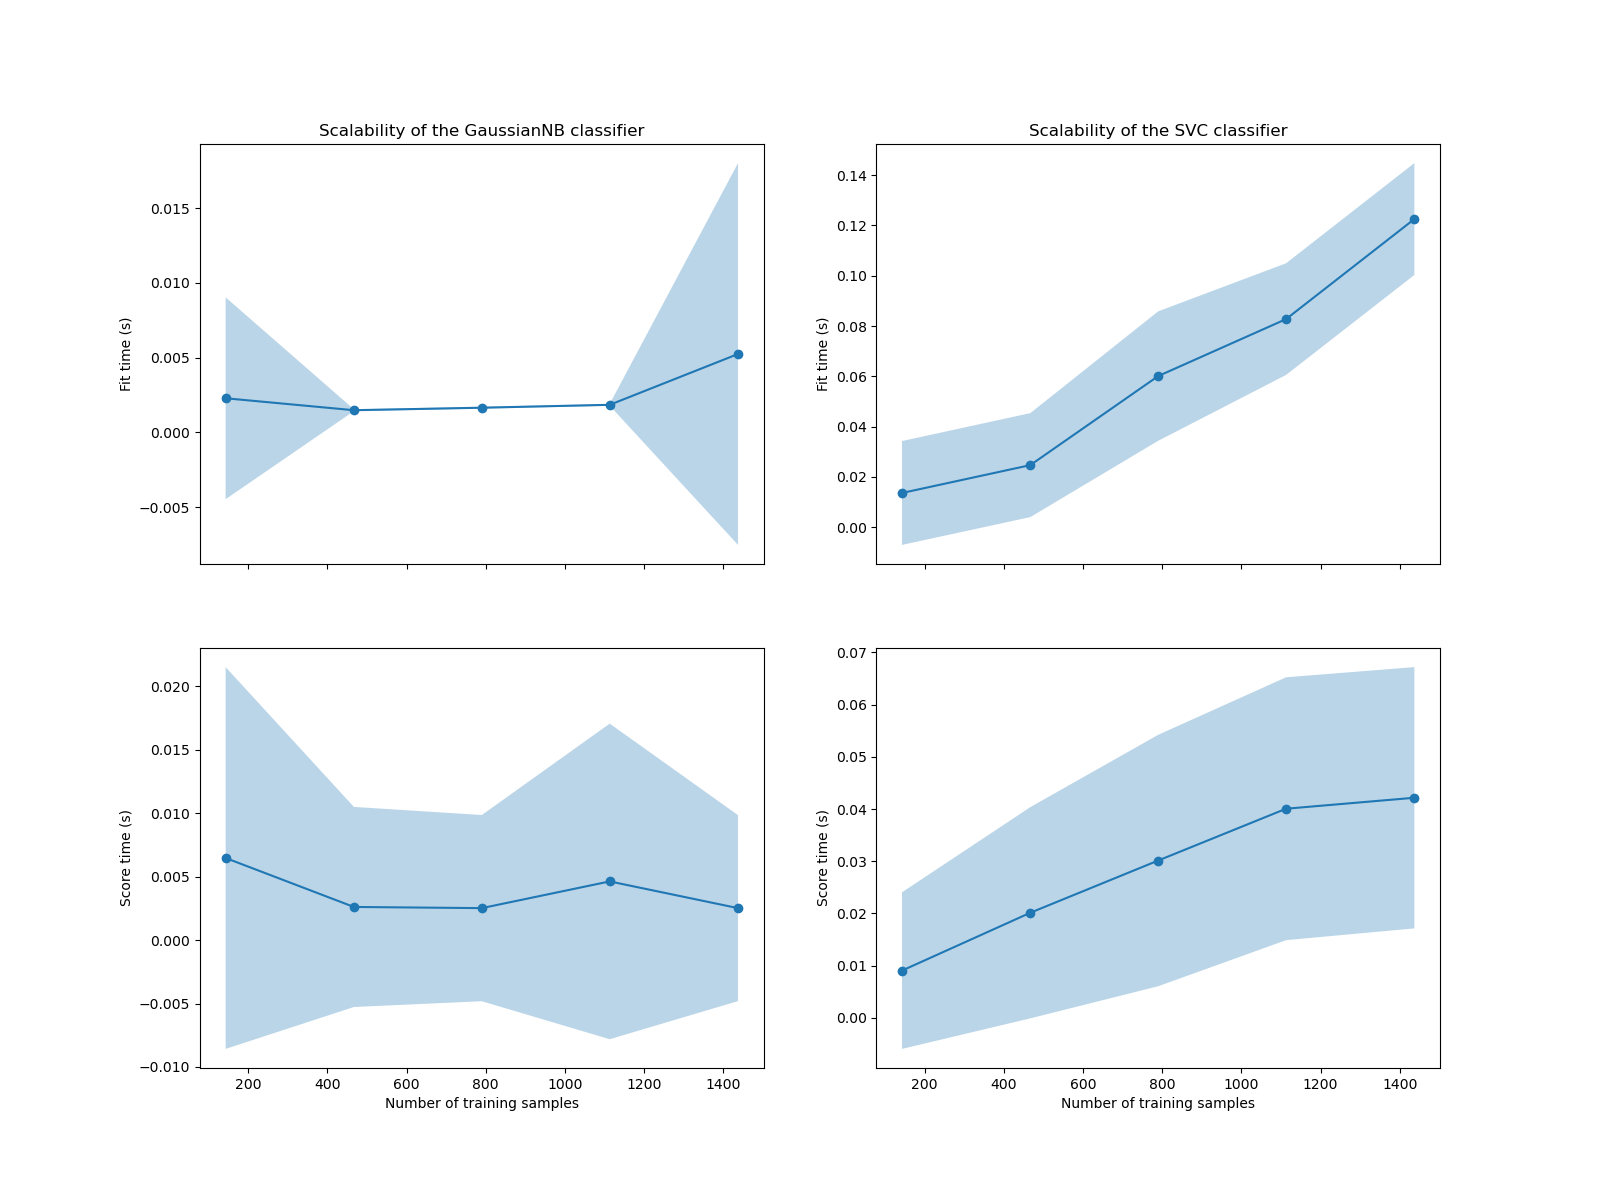 Scalability of the GaussianNB classifier
Fit time (s)
0.015
0.010
0.005
0.000
−0.005
Scalability of the SVC classifier
Fit time (s)
0.14
0.12
0.10
0.08
0.06
0.04
0.02
0.00
Score time (s)
0.020
0.015
0.010
0.005
0.000
−0.005
−0.010
200 400 600 800 1000 1200 1400
Number of training samples
Score time (s)
0.07
0.06
0.05
0.04
0.03
0.02
0.01
0.00
200 400 600 800 1000 1200 1400
Number of training samples